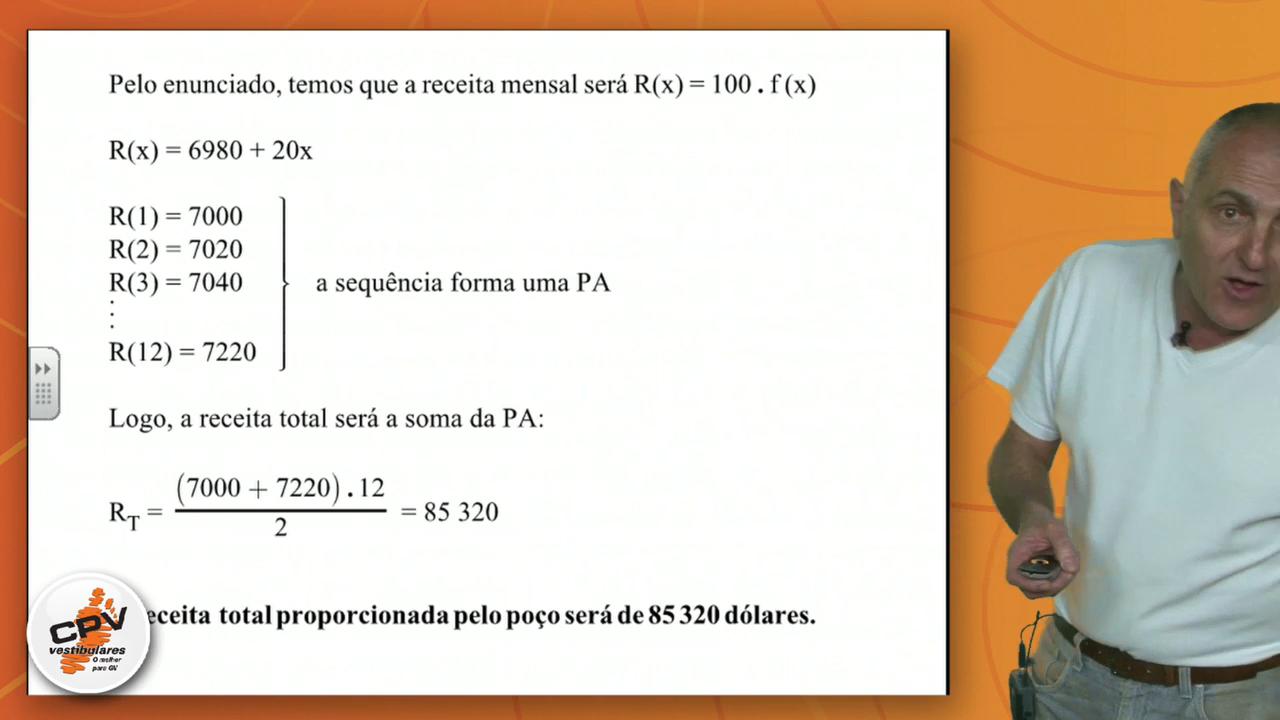 Pelo enunciado, temos que a receita mensal será R(x) = 100 . f (x)
R(x) = 6980 + 20x
R(1) = 7000
R(2) = 7020
R(3) = 7040
a sequência forma uma PA
⋮
R(12) = 7220
Logo, a receita total será a soma da PA:
R_T = (7000 + 7220) . 12 / 2 = 85 320
eceita total proporcionada pelo poço será de 85 320 dólares.
CPV
vestibulares
O melhor
para GV